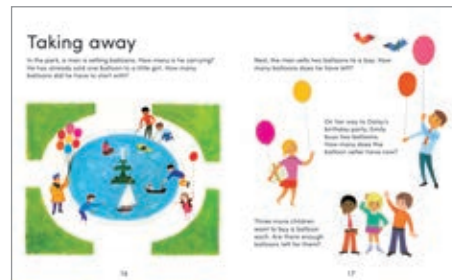 Taking away
In the park, a man is selling balloons. How many is he carrying?
He has already sold one balloon to a little girl. How many
balloons did he have to start with?
16
Next, the man sells two balloons to a boy. How
many balloons does he have left?
On her way to Daisy's
birthday party, Emily
buys two balloons.
How many does the
balloon seller have now?
Three more children
want to buy a balloon
each. Are there enough
balloons left for them?
17